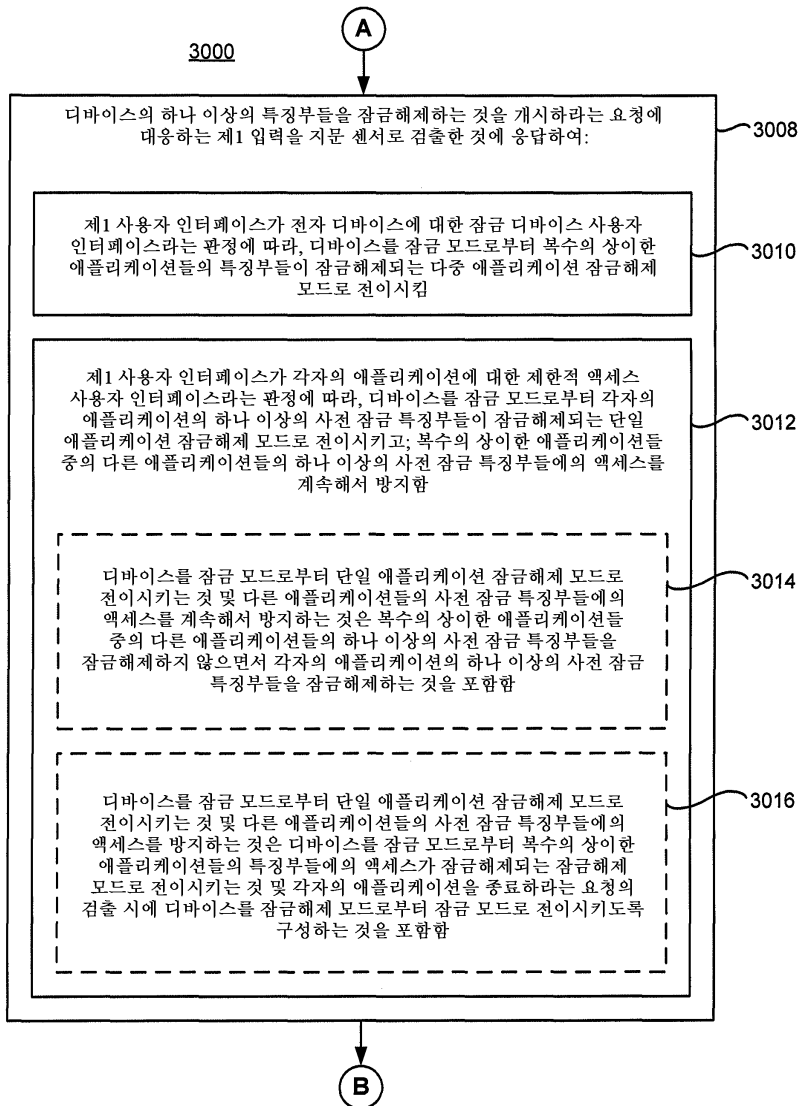 A
3000
디바이스의 하나 이상의 특징부들을 잠금해제하는 것을 개시하라는 요청에
대응하는 제1 입력을 지문 센서로 검출한 것에 응답하여:
3008
제1 사용자 인터페이스가 전자 디바이스에 대한 잠금 디바이스 사용자
인터페이스라는 판정에 따라, 디바이스를 잠금 모드로부터 복수의 상이한
애플리케이션들의 특징부들이 잠금해제되는 다중 애플리케이션 잠금해제
모드로 전이시킴
3010
제1 사용자 인터페이스가 각자의 애플리케이션에 대한 제한적 액세스
사용자 인터페이스라는 판정에 따라, 디바이스를 잠금 모드로부터 각자의
애플리케이션의 하나 이상의 사전 잠금 특징부들이 잠금해제되는 단일
애플리케이션 잠금해제 모드로 전이시키고; 복수의 상이한 애플리케이션들
중의 다른 애플리케이션들의 하나 이상의 사전 잠금 특징부들에의 액세스를
계속해서 방지함
3012
디바이스를 잠금 모드로부터 단일 애플리케이션 잠금해제 모드로
전이시키는 것 및 다른 애플리케이션들의 사전 잠금 특징부들에의
액세스를 계속해서 방지하는 것은 복수의 상이한 애플리케이션들
중의 다른 애플리케이션들의 하나 이상의 사전 잠금 특징부들을
잠금해제하지 않으면서 각자의 애플리케이션의 하나 이상의 사전 잠금
특징부들을 잠금해제하는 것을 포함함
3014
디바이스를 잠금 모드로부터 단일 애플리케이션 잠금해제 모드로
전이시키는 것 및 다른 애플리케이션들의 사전 잠금 특징부들에의
액세스를 방지하는 것은 디바이스를 잠금 모드로부터 복수의 상이한
애플리케이션들의 특징부들에의 액세스가 잠금해제되는 잠금해제
모드로 전이시키는 것 및 각자의 애플리케이션을 종료하라는 요청의
검출 시에 디바이스를 잠금해제 모드로부터 잠금 모드로 전이시키도록
구성하는 것을 포함함
3016
B